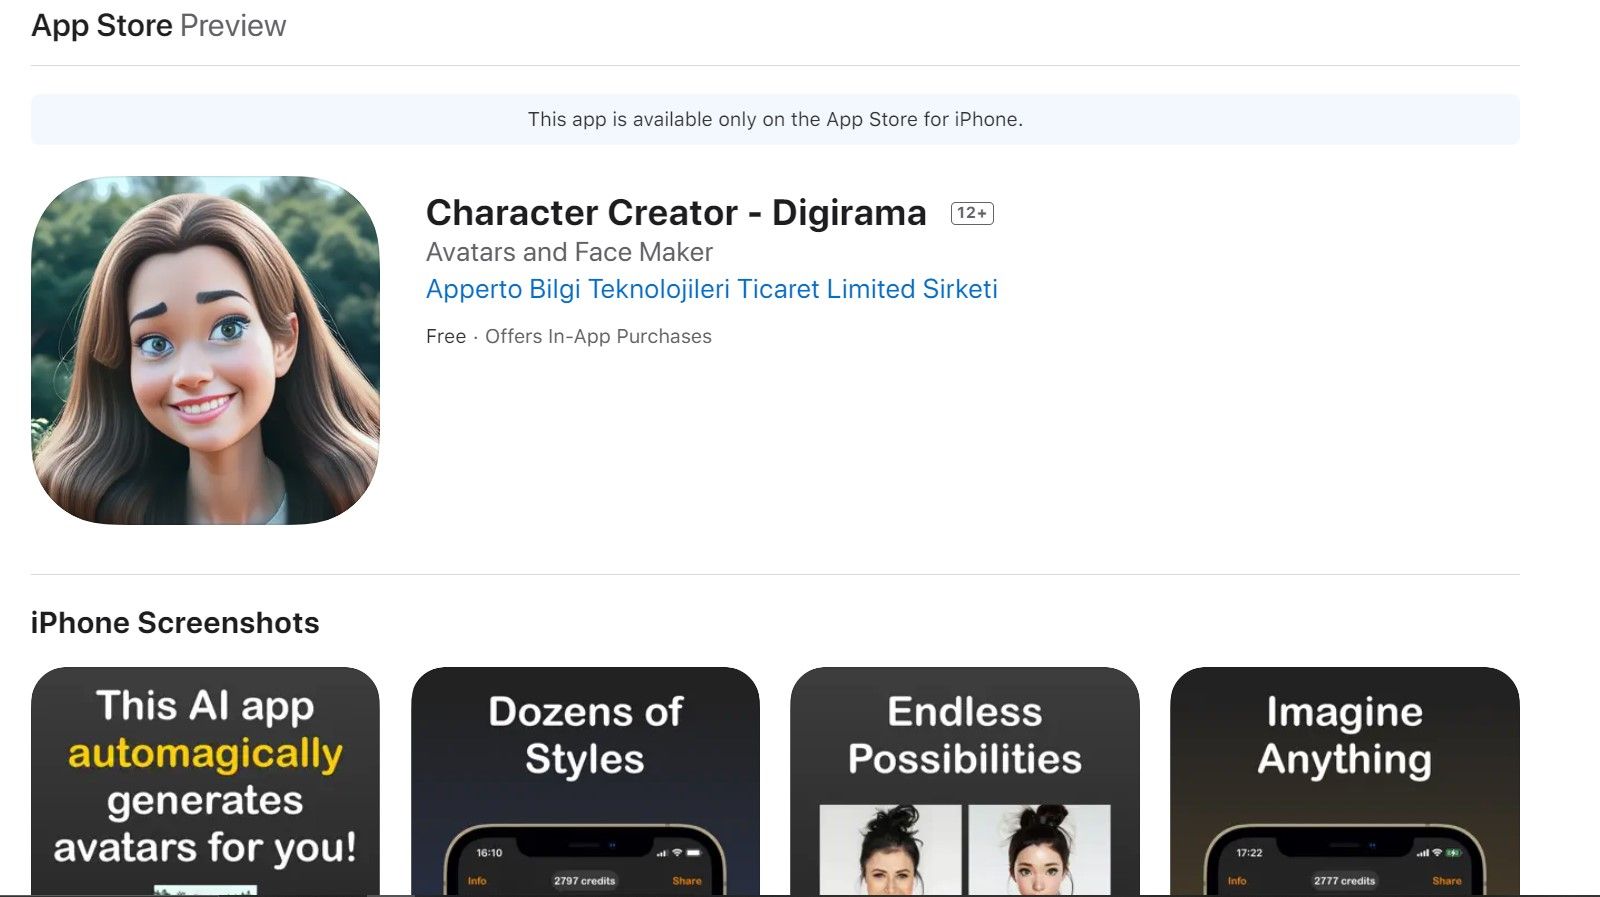 App Store Preview
This app is available only on the App Store for iPhone.
Character Creator - Digirama 12+
Avatars and Face Maker
Apperto Bilgi Teknolojileri Ticaret Limited Sirketi
Free · Offers In-App Purchases
iPhone Screenshots
This AI app
automagically
generates
avatars for you!
Dozens of
Styles
16:10
Info 2797 credits Share
Endless
Possibilities
Imagine
Anything
17:22
Info 2777 credits Share